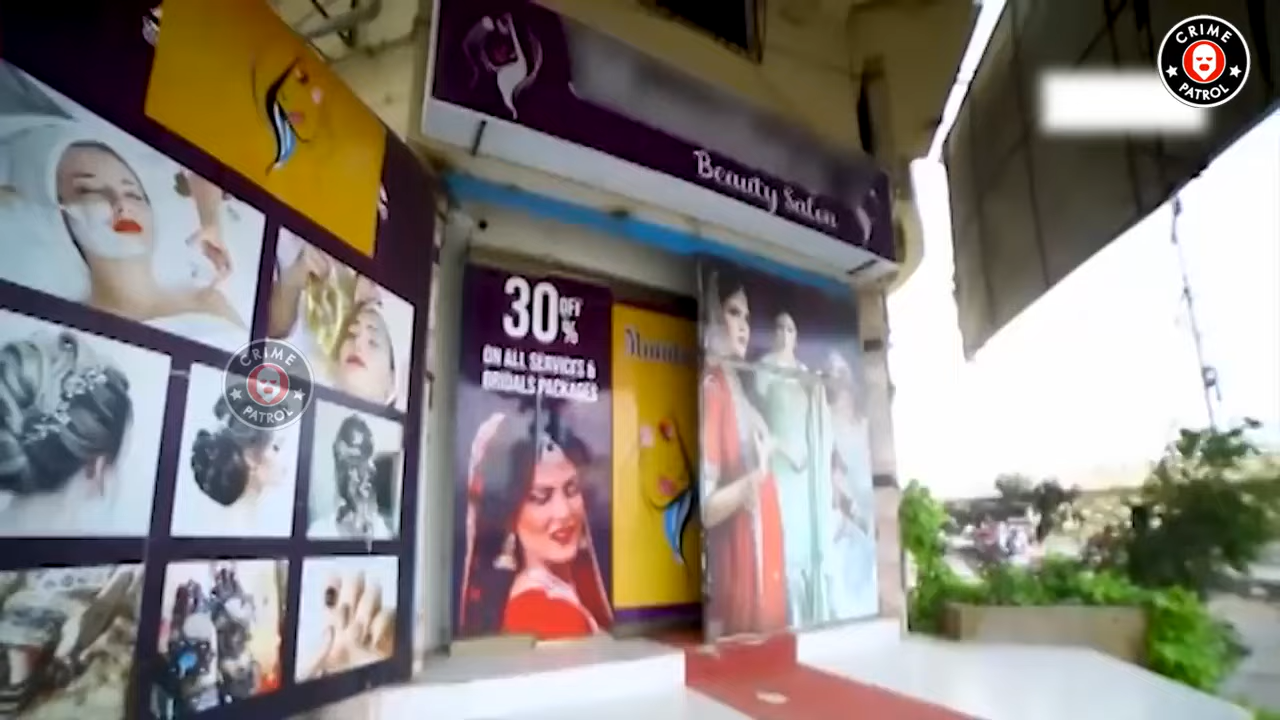 CRIME
PATROL
Beauty Salon
30
OFF
%
ON ALL SERVICES &
BRIDALS PACKAGES
CRIME
PATROL